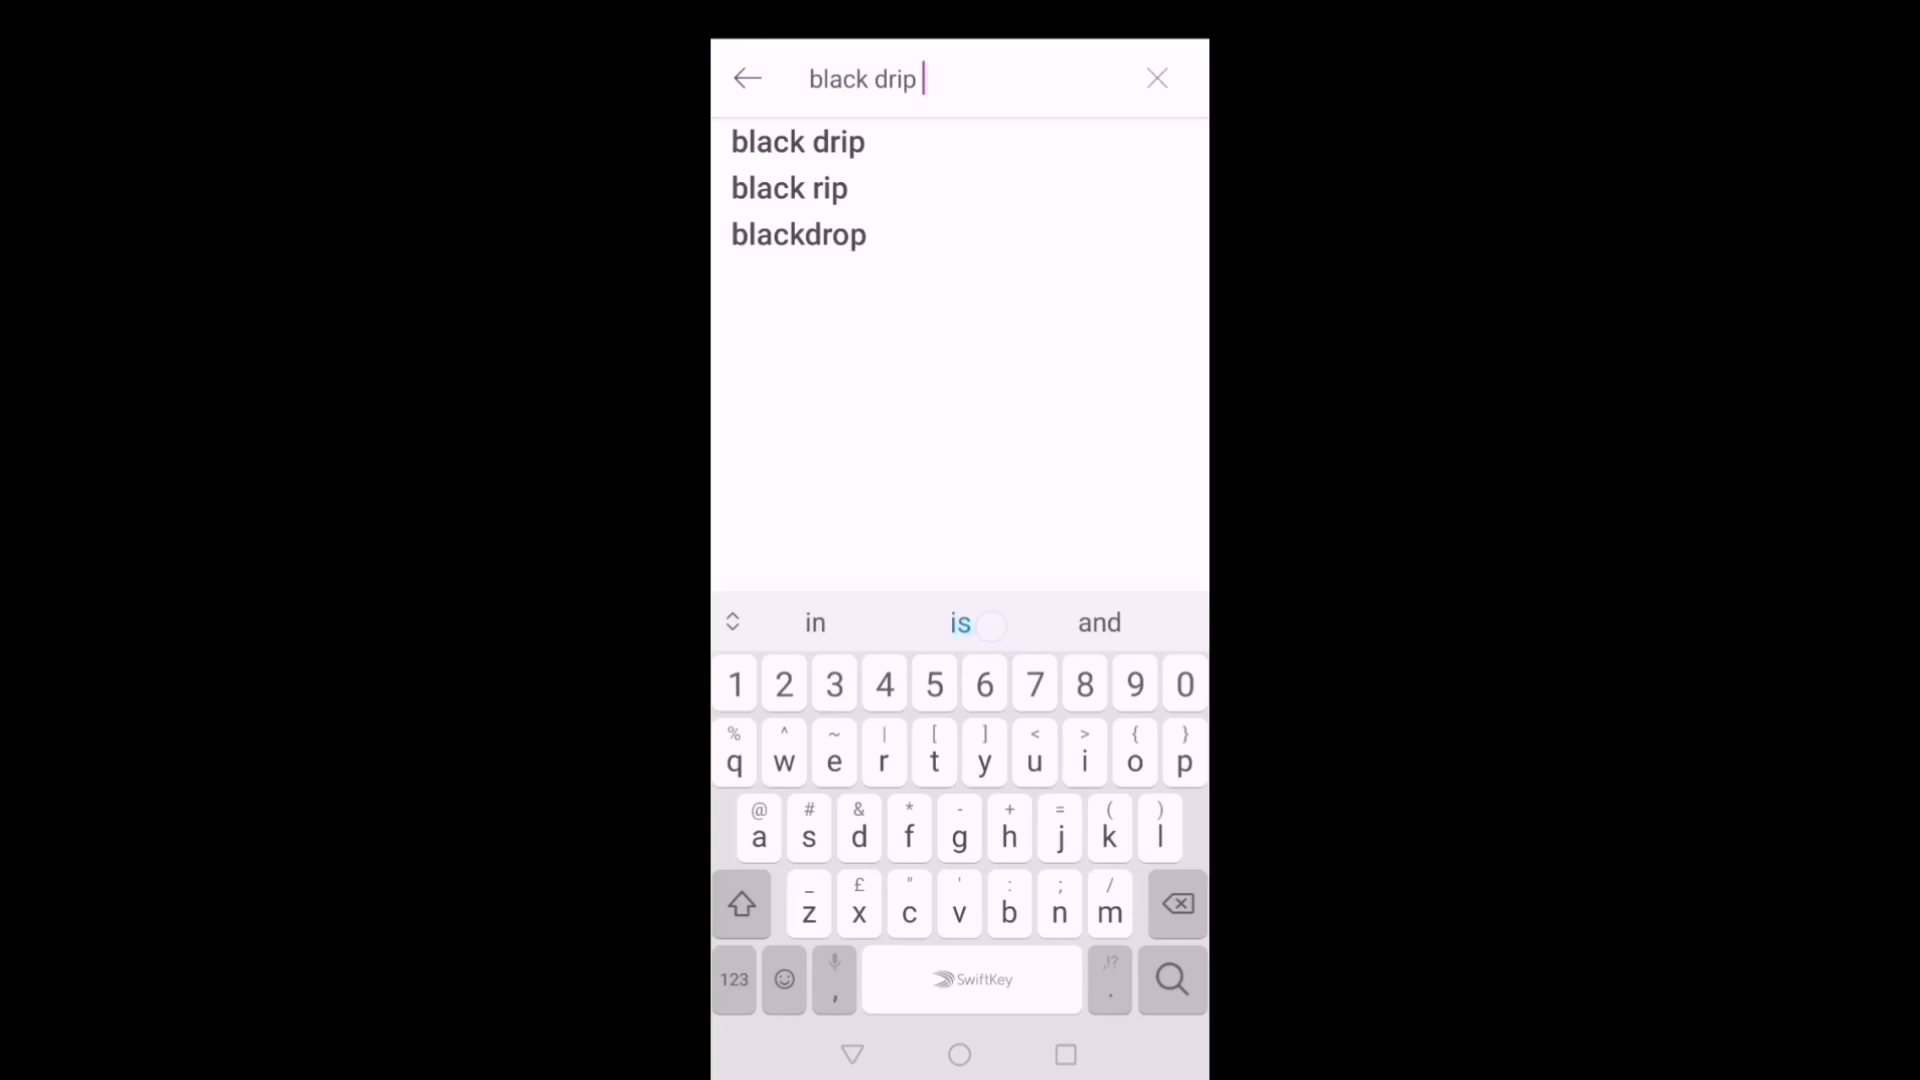 black drip
black drip
black rip
blackdrop
in is and
1 2 3 4 5 6 7 8 9 0
% ^ ~ | [ ] < > { }
q w e r t y u i o p
@ # & * - + = ( )
a s d f g h j k l
_ £ " ' : ; /
z x c v b n m
123 , SwiftKey ,!? .